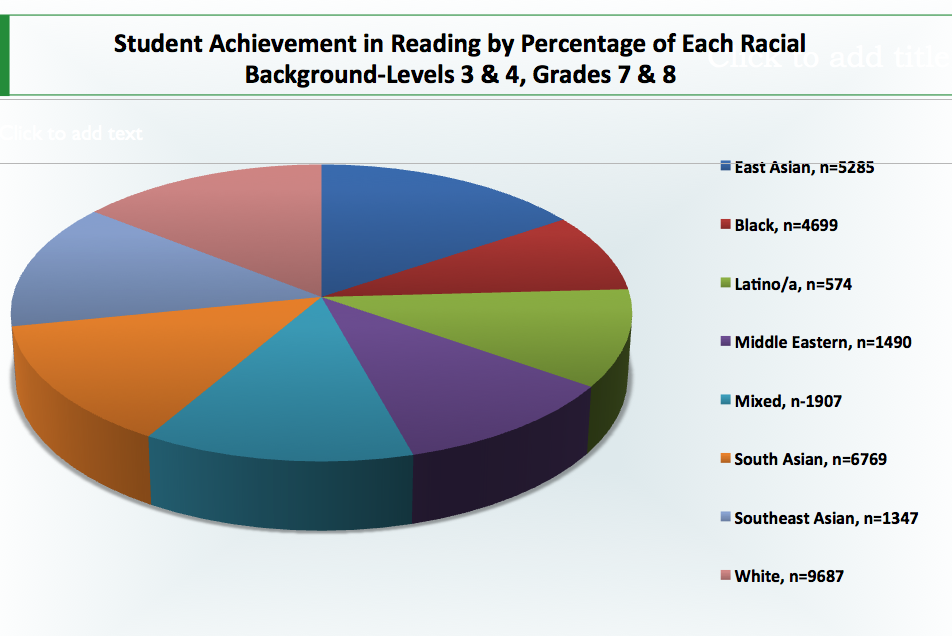 Student Achievement in Reading by Percentage of Each Racial
Background-Levels 3 & 4, Grades 7 & 8
Click to add title
Click to add text
East Asian, n=5285
Black, n=4699
Latino/a, n=574
Middle Eastern, n=1490
Mixed, n-1907
South Asian, n=6769
Southeast Asian, n=1347
White, n=9687